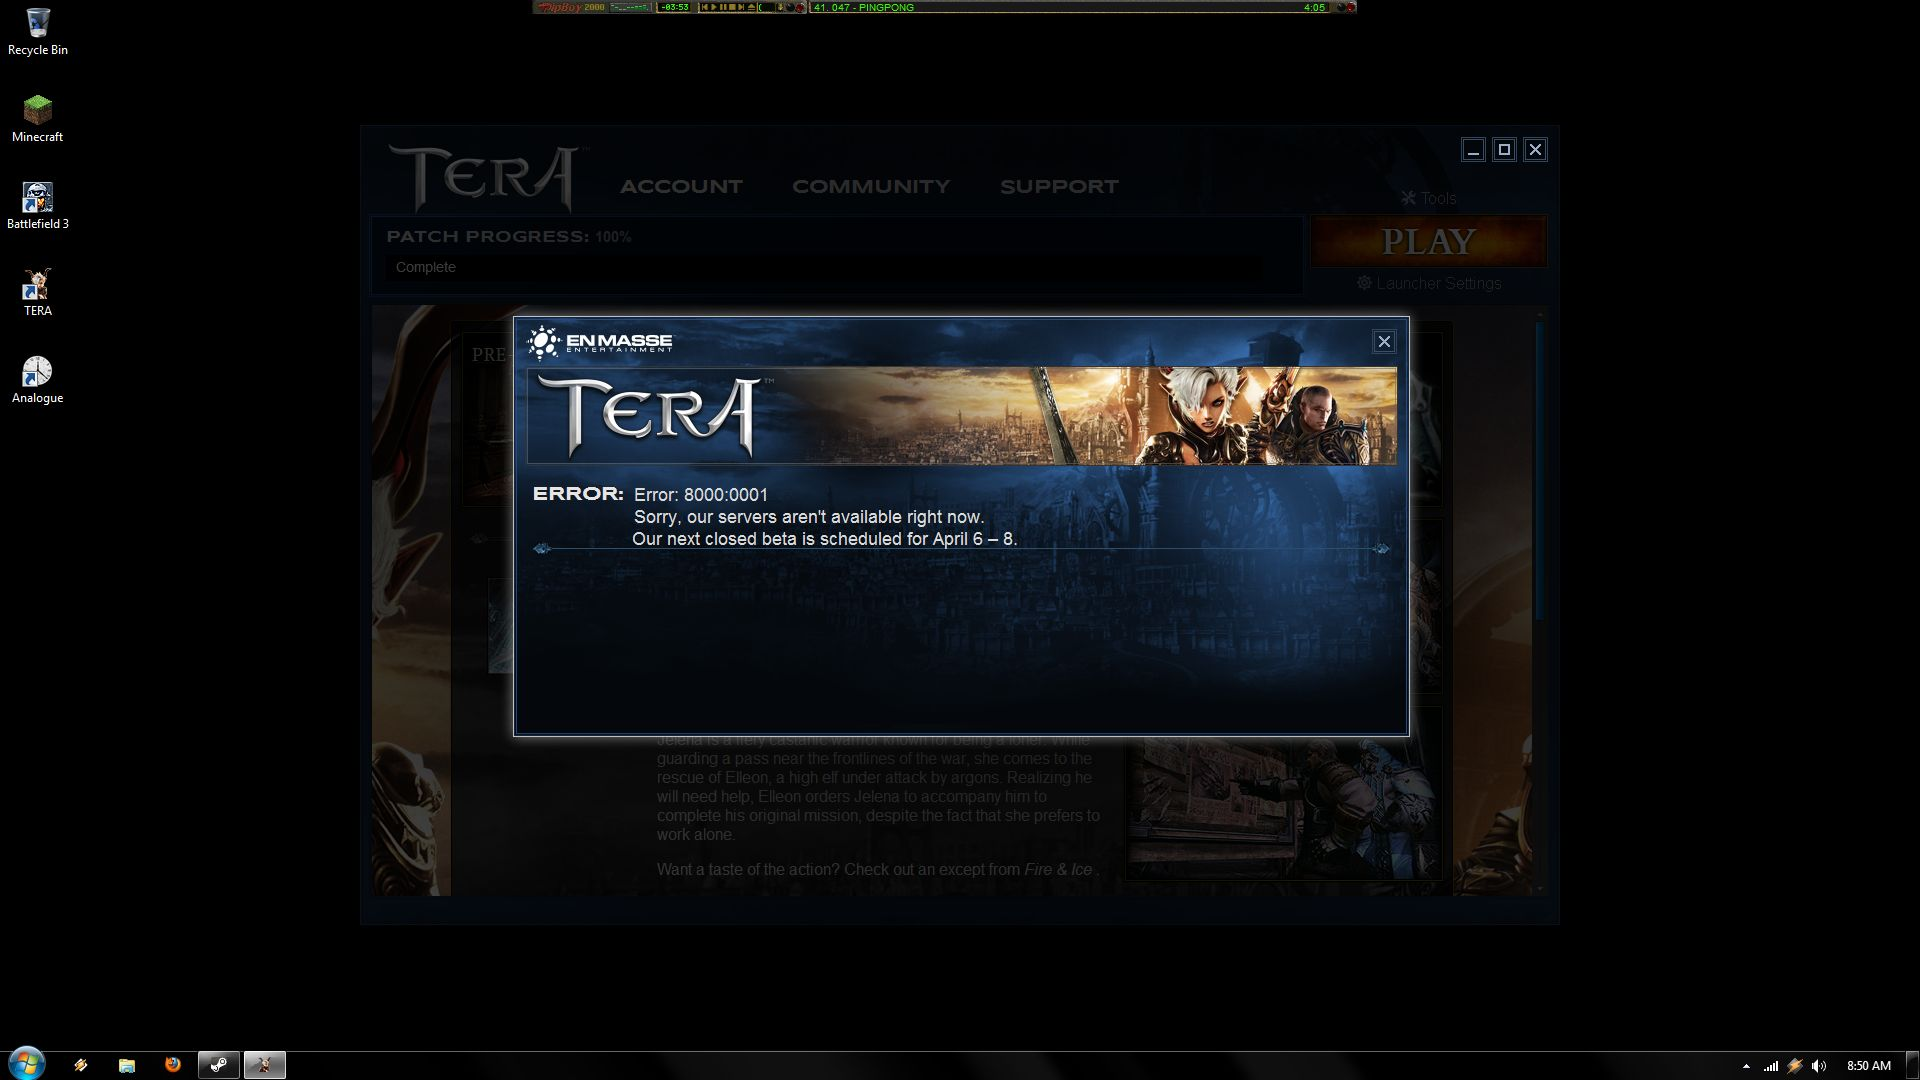 PipBoy 2000
-03:53
41. 047 - PINGPONG
4:05
Recycle Bin
Minecraft
Battlefield 3
TERA
Analogue
TERA™
ACCOUNT
COMMUNITY
SUPPORT
Tools
PATCH PROGRESS: 100%
Complete
PLAY
Launcher Settings
PRE-
EN MASSE
ENTERTAINMENT
TERA™
ERROR: Error: 8000:0001
Sorry, our servers aren't available right now.
Our next closed beta is scheduled for April 6 – 8.
Jelena is a fiery castanic warrior known for being a loner. While
guarding a pass near the frontlines of the war, she comes to the
rescue of Elleon, a high elf under attack by argons. Realizing he
will need help, Elleon orders Jelena to accompany him to
complete his original mission, despite the fact that she prefers to
work alone.
Want a taste of the action? Check out an except from Fire & Ice .
8:50 AM